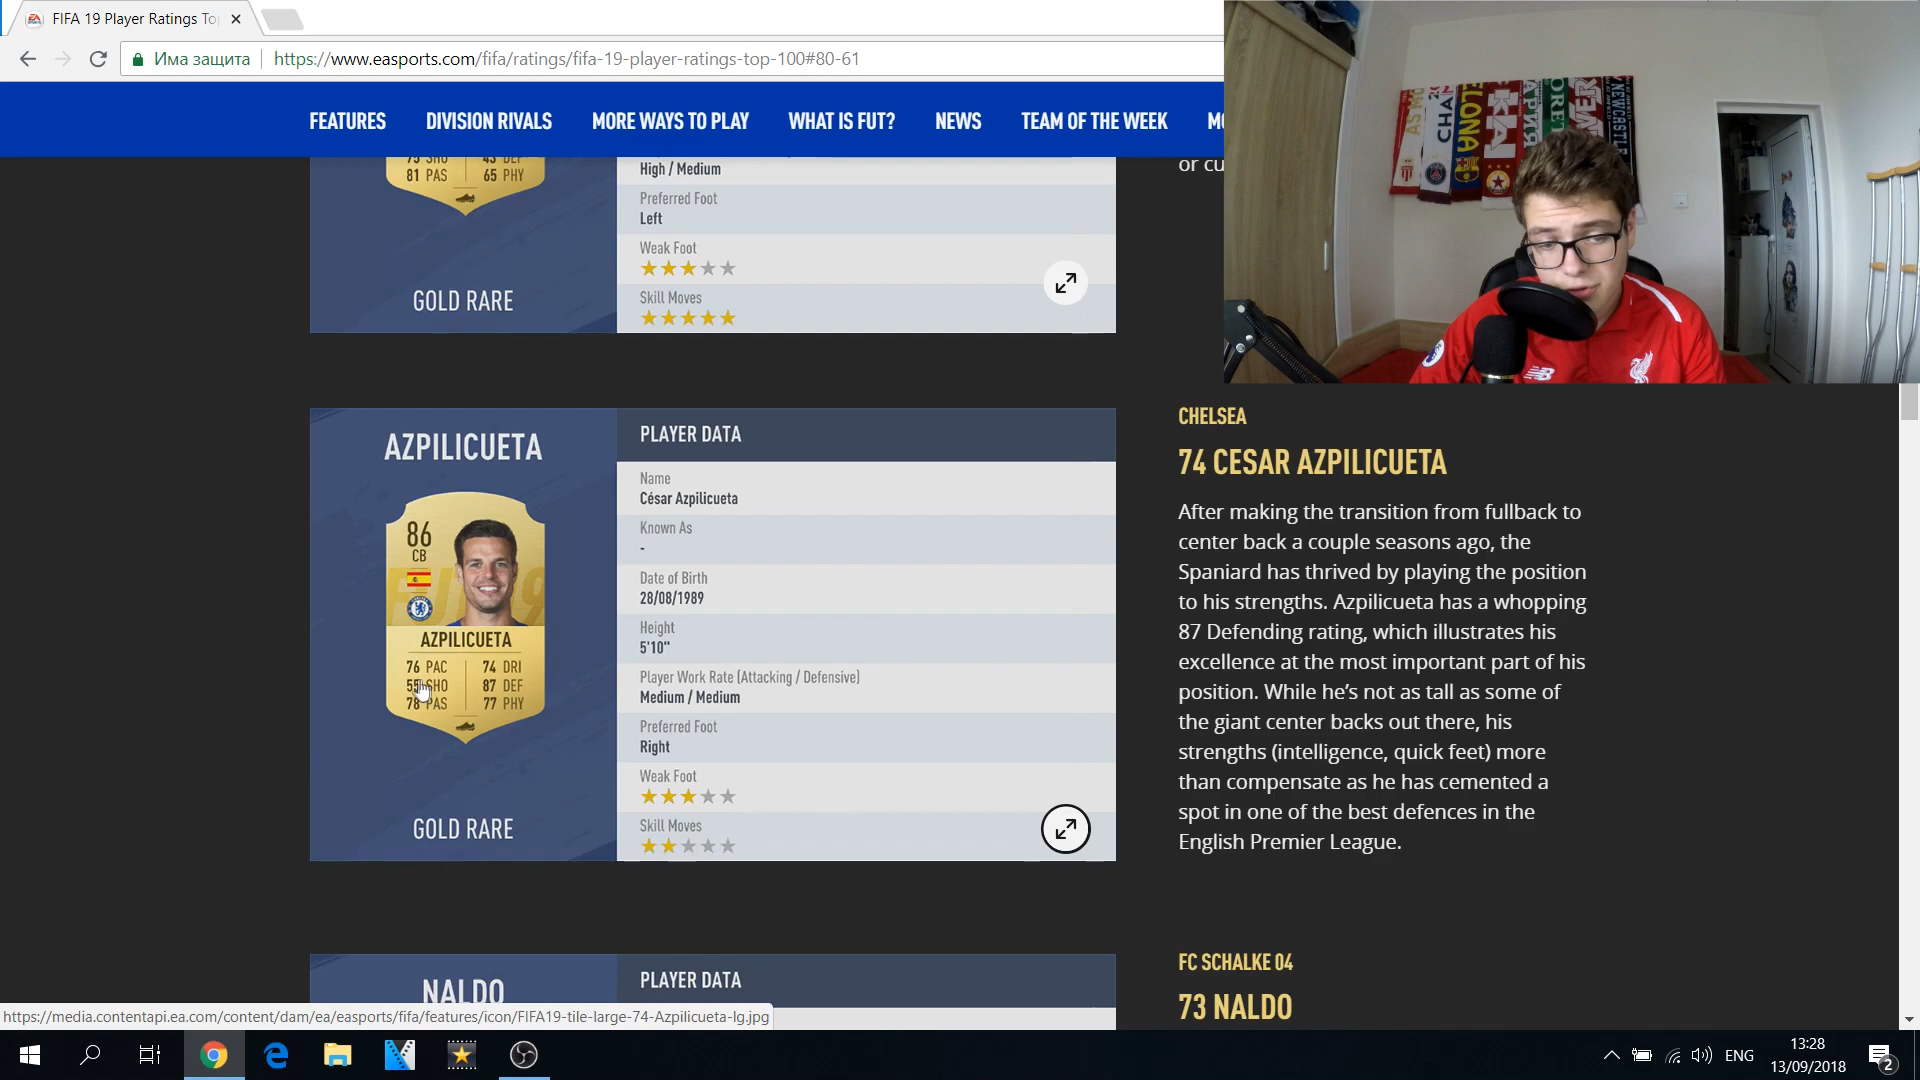 FIFA 19 Player Ratings To
Има защита
https://www.easports.com/fifa/ratings/fifa-19-player-ratings-top-100#80-61
FEATURES
DIVISION RIVALS
MORE WAYS TO PLAY
WHAT IS FUT?
NEWS
TEAM OF THE WEEK
81 PAS
65 PHY
GOLD RARE
High / Medium
Preferred Foot
Left
Weak Foot
Skill Moves
or cu
NEWCASTLE
AZPILICUETA
86
CB
AZPILICUETA
76 PAC 74 DRI
55 SHO 87 DEF
78 PAS 77 PHY
GOLD RARE
PLAYER DATA
Name
César Azpilicueta
Known As
-
Date of Birth
28/08/1989
Height
5'10"
Player Work Rate (Attacking / Defensive)
Medium / Medium
Preferred Foot
Right
Weak Foot
Skill Moves
CHELSEA
74 CESAR AZPILICUETA
After making the transition from fullback to
center back a couple seasons ago, the
Spaniard has thrived by playing the position
to his strengths. Azpilicueta has a whopping
87 Defending rating, which illustrates his
excellence at the most important part of his
position. While he’s not as tall as some of
the giant center backs out there, his
strengths (intelligence, quick feet) more
than compensate as he has cemented a
spot in one of the best defences in the
English Premier League.
NALDO
PLAYER DATA
FC SCHALKE 04
73 NALDO
https://media.contentapi.ea.com/content/dam/ea/easports/fifa/features/icon/FIFA19-tile-large-74-Azpilicueta-lg.jpg
ENG
13:28
13/09/2018
2